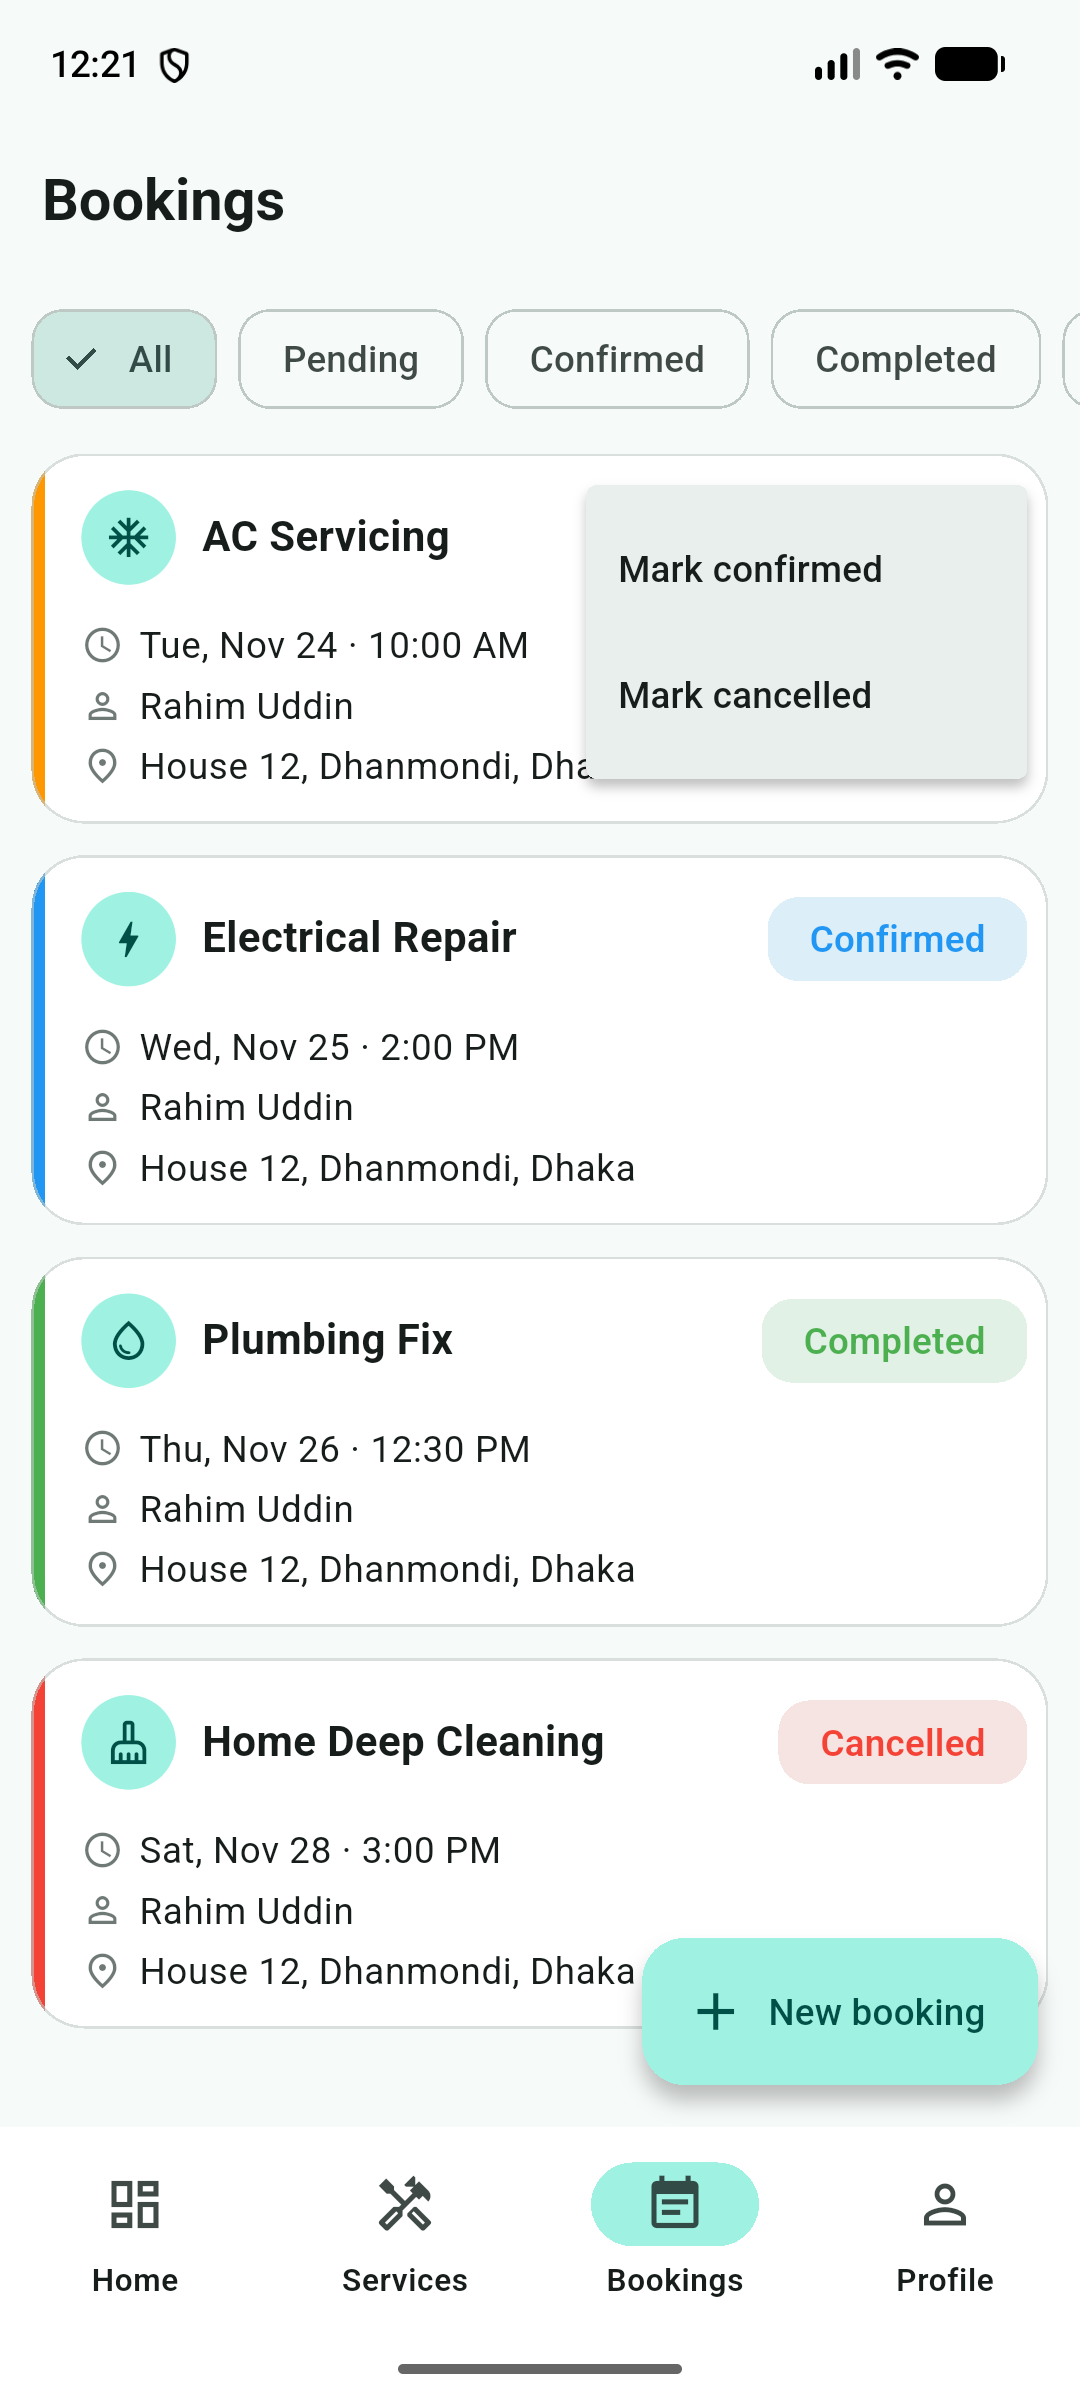 12:21
Bookings
All
Pending
Confirmed
Completed
AC Servicing
Mark confirmed
Mark cancelled
Tue, Nov 24 · 10:00 AM
Rahim Uddin
House 12, Dhanmondi, Dha
Electrical Repair
Confirmed
Wed, Nov 25 · 2:00 PM
Rahim Uddin
House 12, Dhanmondi, Dhaka
Plumbing Fix
Completed
Thu, Nov 26 · 12:30 PM
Rahim Uddin
House 12, Dhanmondi, Dhaka
Home Deep Cleaning
Cancelled
Sat, Nov 28 · 3:00 PM
Rahim Uddin
House 12, Dhanmondi, Dhaka
New booking
Home
Services
Bookings
Profile